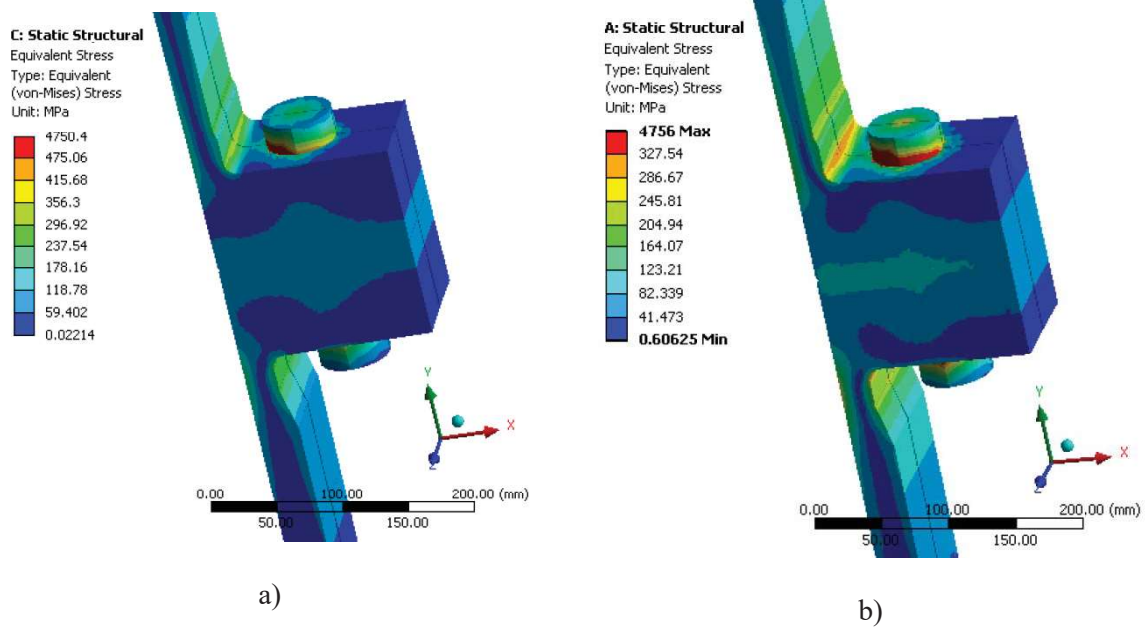 C: Static Structural
Equivalent Stress
Type: Equivalent
(von-Mises) Stress
Unit: MPa
4750.4
475.06
415.68
356.3
296.92
237.54
178.16
118.78
59.402
0.02214
Y
X
Z
0.00 100.00 200.00 (mm)
50.00 150.00
a)
A: Static Structural
Equivalent Stress
Type: Equivalent
(von-Mises) Stress
Unit: MPa
4756 Max
327.54
286.67
245.81
204.94
164.07
123.21
82.339
41.473
0.60625 Min
Y
X
Z
0.00 100.00 200.00 (mm)
50.00 150.00
b)